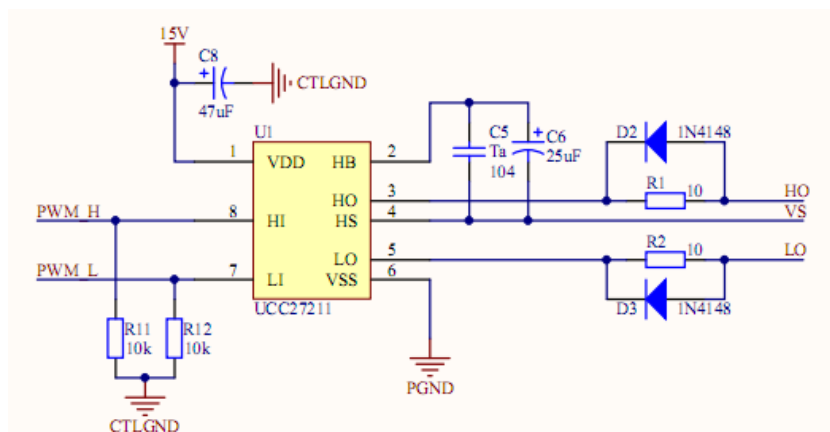 15V
C8
47uF
CTLGND
U1
1 VDD HB 2
HO 3
PWM_H 8 HI HS 4
LO 5
PWM_L 7 LI VSS 6
UCC27211
C5
Ta
104
C6
25uF
D2 1N4148
R1 10
HO
VS
R2 10
LO
D3 1N4148
R11
10k
R12
10k
CTLGND
PGND